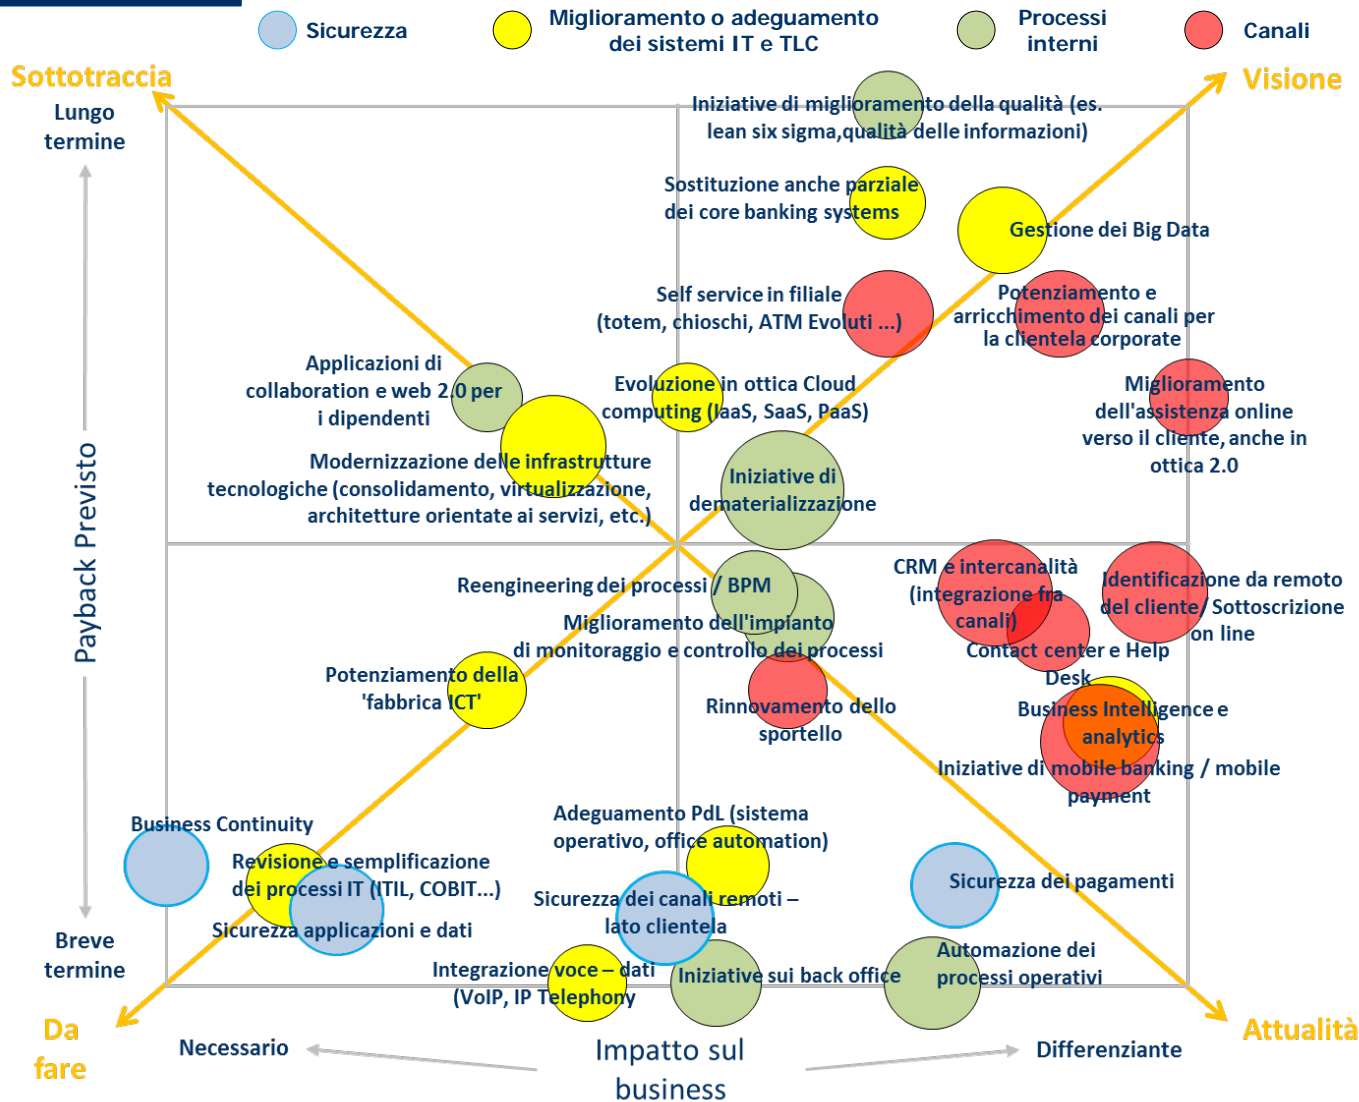 Sicurezza
Miglioramento o adeguamento
dei sistemi IT e TLC
Processi
interni
Canali
Sottotraccia
Visione
Lungo
termine
Iniziative di miglioramento della qualità (es.
lean six sigma,qualità delle informazioni)
Sostituzione anche parziale
dei core banking systems
Gestione dei Big Data
Self service in filiale
(totem, chioschi, ATM Evoluti ...)
Potenziamento e
arricchimento dei canali per
la clientela corporate
Applicazioni di
collaboration e web 2.0 per
i dipendenti
Evoluzione in ottica Cloud
computing (IaaS, SaaS, PaaS)
Miglioramento
dell'assistenza online
verso il cliente, anche in
ottica 2.0
Modernizzazione delle infrastrutture
tecnologiche (consolidamento, virtualizzazione,
architetture orientate ai servizi, etc.)
Iniziative di
dematerializzazione
Payback Previsto
Reengineering dei processi / BPM
CRM e intercanalità
(integrazione fra
canali)
Identificazione da remoto
del cliente/ Sottoscrizione
on line
Miglioramento dell'impianto
di monitoraggio e controllo dei processi
Contact center e Help
Desk
Potenziamento della
'fabbrica ICT'
Rinnovamento dello
sportello
Business Intelligence e
analytics
Iniziative di mobile banking / mobile
payment
Business Continuity
Adeguamento PdL (sistema
operativo, office automation)
Revisione e semplificazione
dei processi IT (ITIL, COBIT...)
Sicurezza dei pagamenti
Sicurezza dei canali remoti –
lato clientela
Sicurezza applicazioni e dati
Breve
termine
Integrazione voce – dati
(VoIP, IP Telephony
Iniziative sui back office
Automazione dei
processi operativi
Da
fare
Attualità
Necessario
Impatto sul
business
Differenziante